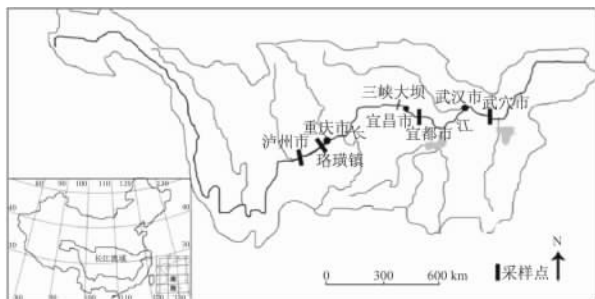 三峡大坝
武汉市
武穴市
宜昌市
宜都市
长
江
重庆市
泸州市
珞璜镇
长江流域
N
0 300 600 km
采样点